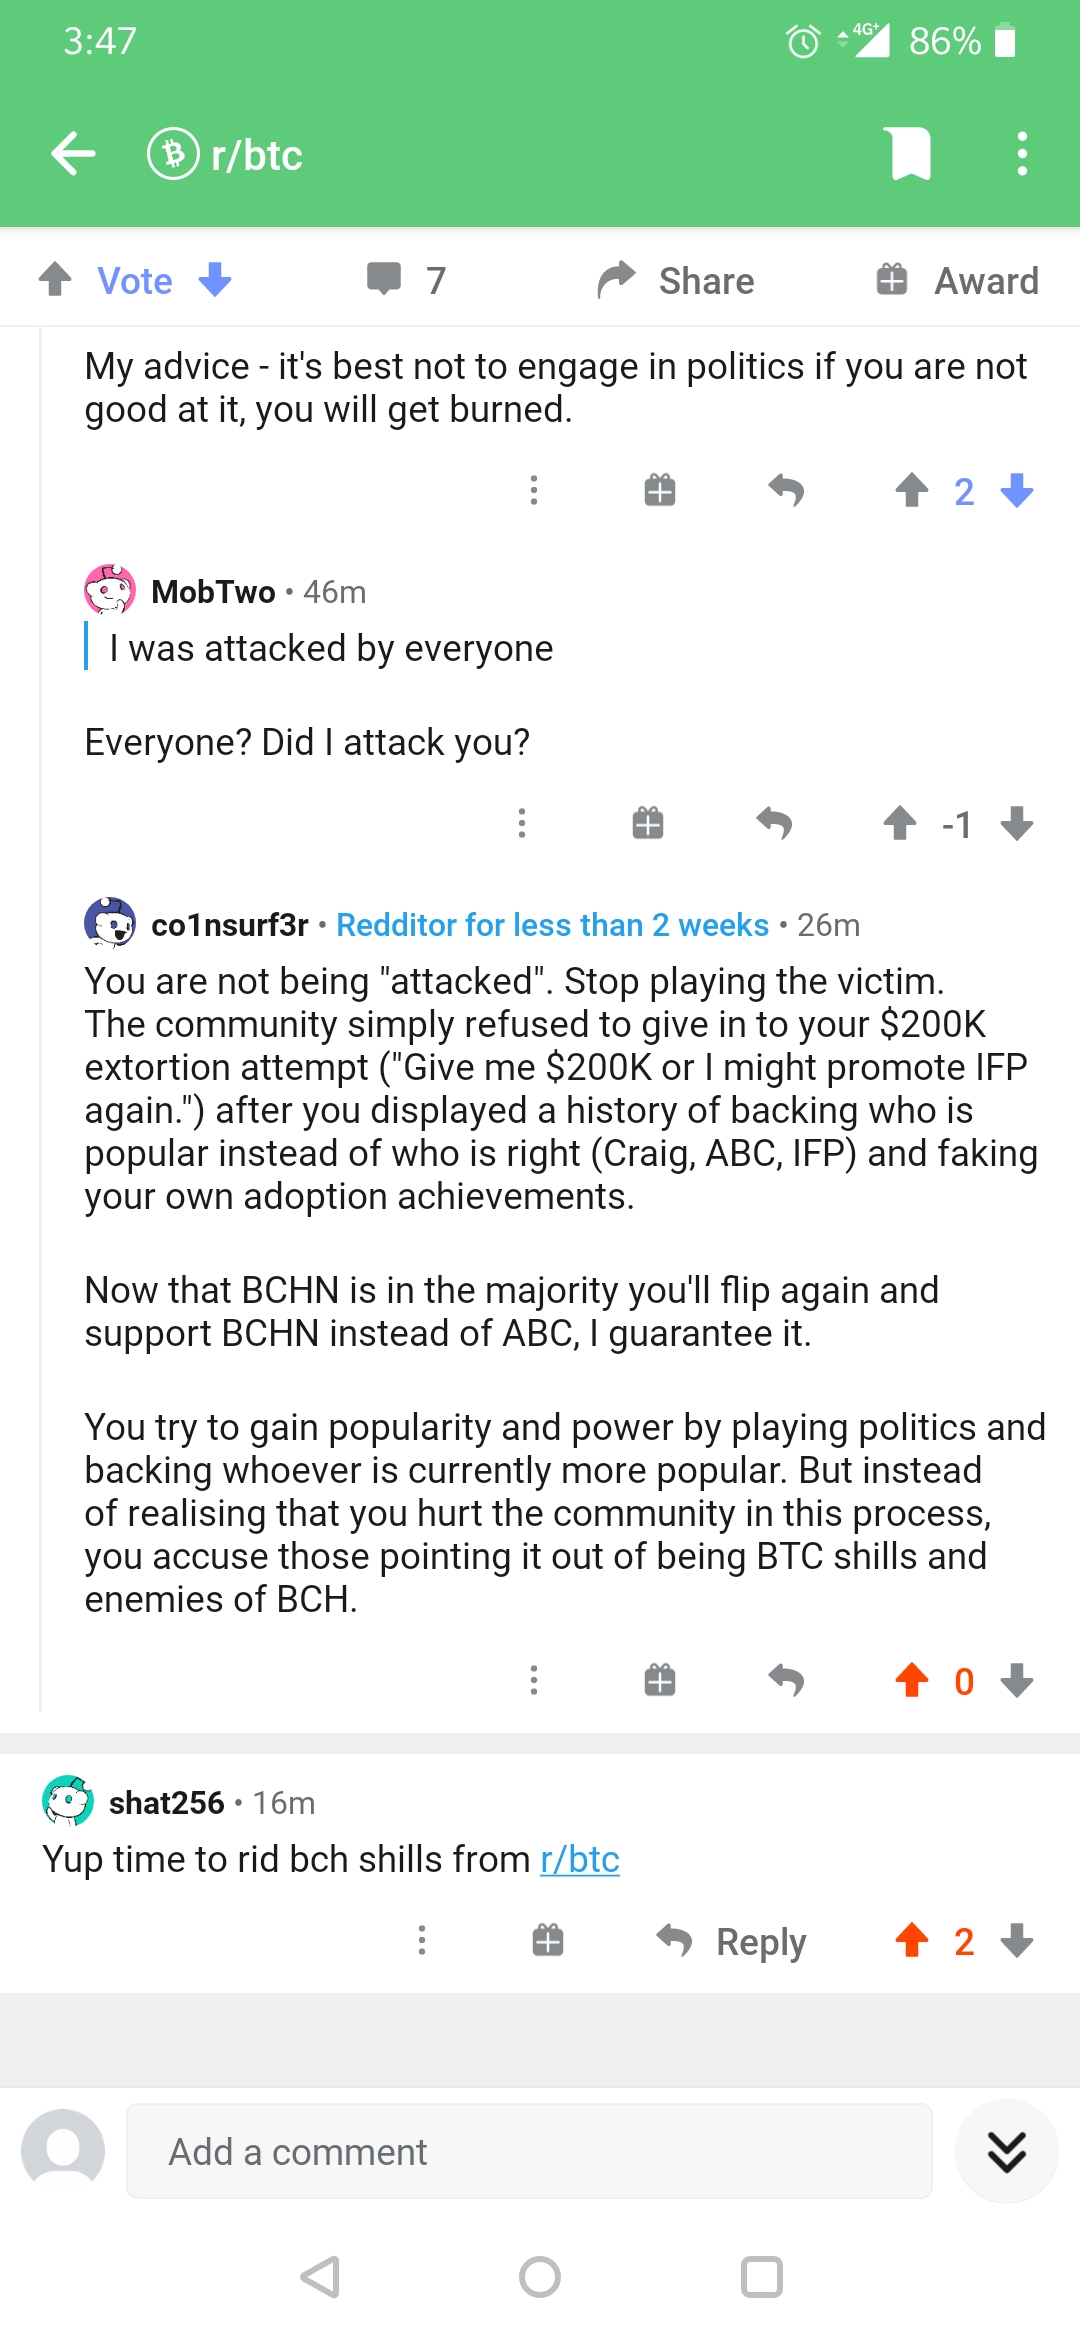 3:47
4G+ 86%
r/btc
Vote 7 Share Award
My advice - it's best not to engage in politics if you are not
good at it, you will get burned.
2
MobTwo • 46m
I was attacked by everyone
Everyone? Did I attack you?
-1
co1nsurf3r • Redditor for less than 2 weeks • 26m
You are not being "attacked". Stop playing the victim.
The community simply refused to give in to your $200K
extortion attempt ("Give me $200K or I might promote IFP
again.") after you displayed a history of backing who is
popular instead of who is right (Craig, ABC, IFP) and faking
your own adoption achievements.
Now that BCHN is in the majority you'll flip again and
support BCHN instead of ABC, I guarantee it.
You try to gain popularity and power by playing politics and
backing whoever is currently more popular. But instead
of realising that you hurt the community in this process,
you accuse those pointing it out of being BTC shills and
enemies of BCH.
0
shat256 • 16m
Yup time to rid bch shills from r/btc
Reply 2
Add a comment